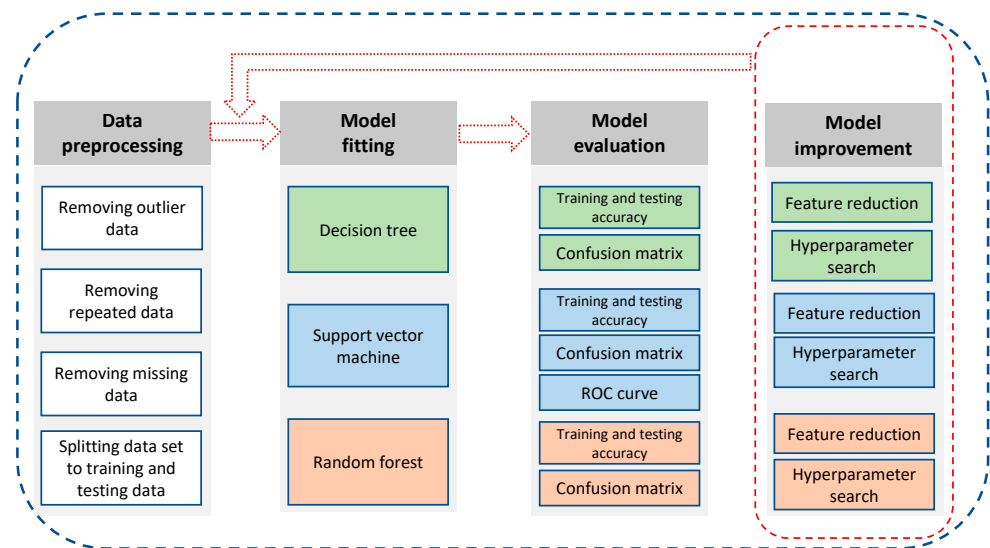 Data
preprocessing
Removing outlier
data
Removing
repeated data
Removing missing
data
Splitting data set
to training and
testing data
Model
fitting
Decision tree
Support vector
machine
Random forest
Model
evaluation
Training and testing
accuracy
Confusion matrix
Training and testing
accuracy
Confusion matrix
ROC curve
Training and testing
accuracy
Confusion matrix
Model
improvement
Feature reduction
Hyperparameter
search
Feature reduction
Hyperparameter
search
Feature reduction
Hyperparameter
search